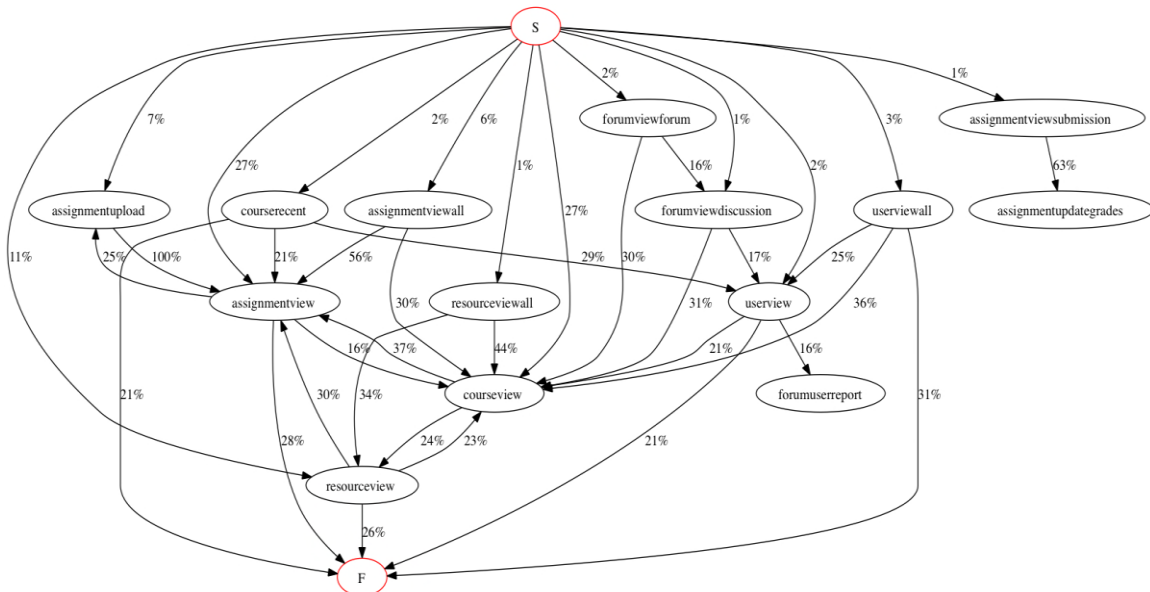 S
2%
1%
forumviewforum
assignmentviewsubmission
7%
2%
6%
1%
3%
27%
1%
16%
2%
63%
assignmentupload
courserecent
assignmentviewall
forumviewdiscussion
userviewall
assignmentupdategrades
27%
11%
25%
100%
21%
56%
29%
30%
17%
25%
assignmentview
resourceviewall
userview
30%
31%
36%
16%
37%
44%
21%
16%
courseview
forumuserreport
21%
30%
34%
31%
28%
24%
23%
21%
resourceview
26%
F